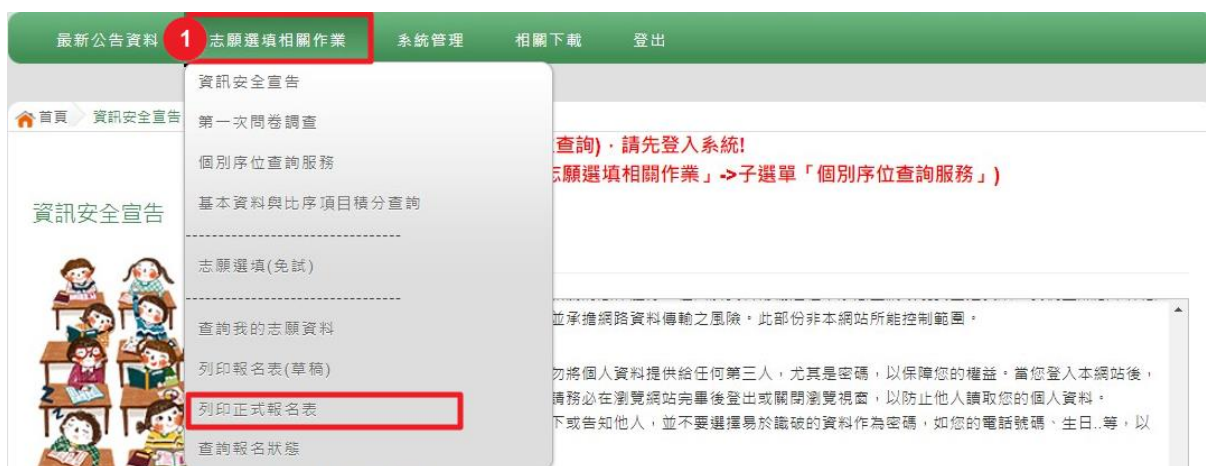 最新公告資料 1 志願選填相關作業 系統管理 相關下載 登出
資訊安全宣告
首頁 資訊安全宣告
第一次問卷調查
查詢)，請先登入系統!
個別序位查詢服務
志願選填相關作業」->子選單「個別序位查詢服務」)
基本資料與比序項目積分查詢
資訊安全宣告
--------------------------------
志願選填(免試)
--------------------------------
並承擔網路資料傳輸之風險。此部份非本網站所能控制範圍。
查詢我的志願資料
列印報名表(草稿)
勿將個人資料提供給任何第三人，尤其是密碼，以保障您的權益。當您登入本網站後，
請務必在瀏覽網站完畢後登出或關閉瀏覽視窗，以防止他人讀取您的個人資料。
列印正式報名表
下或告知他人，並不要選擇易於識破的資料作為密碼，如您的電話號碼、生日..等，以
查詢報名狀態